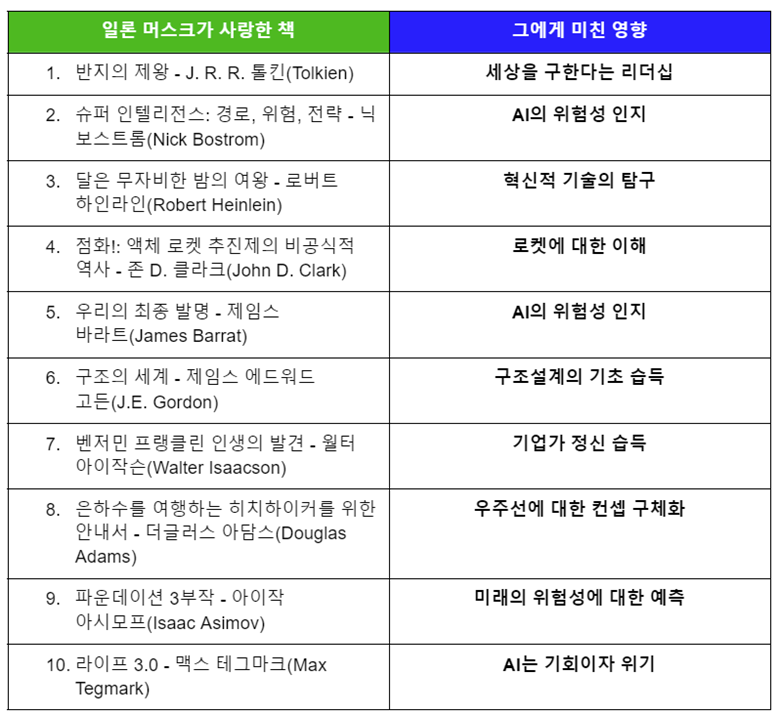 일론 머스크가 사랑한 책 그에게 미친 영향
1. 반지의 제왕 - J. R. R. 톨킨(Tolkien) 세상을 구한다는 리더십
2. 슈퍼 인텔리전스: 경로, 위험, 전략 - 닉 AI의 위험성 인지
보스트롬(Nick Bostrom)
3. 달은 무자비한 밤의 여왕 - 로버트 혁신적 기술의 탐구
하인라인(Robert Heinlein)
4. 점화!: 액체 로켓 추진제의 비공식적 로켓에 대한 이해
역사 - 존 D. 클라크(John D. Clark)
5. 우리의 최종 발명 - 제임스 AI의 위험성 인지
바라트(James Barrat)
6. 구조의 세계 - 제임스 에드워드 구조설계의 기초 습득
고든(J.E. Gordon)
7. 벤저민 프랭클린 인생의 발견 - 월터 기업가 정신 습득
아이작슨(Walter Isaacson)
8. 은하수를 여행하는 히치하이커를 위한 우주선에 대한 컨셉 구체화
안내서 - 더글러스 아담스(Douglas
Adams)
9. 파운데이션 3부작 - 아이작 미래의 위험성에 대한 예측
아시모프(Isaac Asimov)
10. 라이프 3.0 - 맥스 테그마크(Max AI는 기회이자 위기
Tegmark)